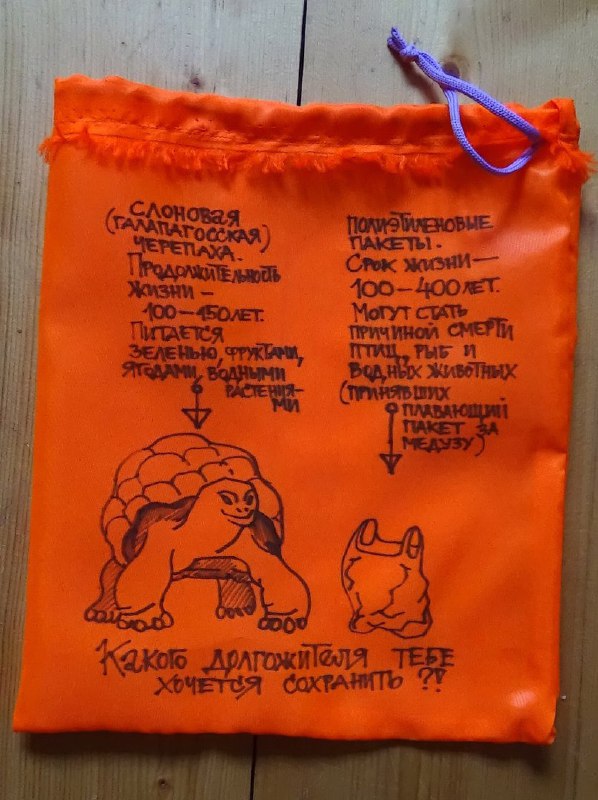 СЛОНОВАЯ
(ГАЛАПАГОССКАЯ)
ЧЕРЕПАХА.
ПРОДОЛЖИТЕЛЬНОСТЬ
ЖИЗНИ –
100–150 ЛЕТ.
ПИТАЕТСЯ
ЗЕЛЕНЬЮ, ФРУКТАМИ,
ЯГОДАМИ, ВОДНЫМИ
РАСТЕНИЯ-
МИ
ПОЛИЭТИЛЕНОВЫЕ
ПАКЕТЫ.
СРОК ЖИЗНИ —
100–400 ЛЕТ.
МОГУТ СТАТЬ
ПРИЧИНОЙ СМЕРТИ
ПТИЦ, РЫБ И
ВОДНЫХ ЖИВОТНЫХ
(ПРИНЯВШИХ
ПЛАВАЮЩИЙ
ПАКЕТ ЗА
МЕДУЗУ)
КАКОГО ДОЛГОЖИТЕЛЯ ТЕБЕ
ХОЧЕТСЯ СОХРАНИТЬ ?!